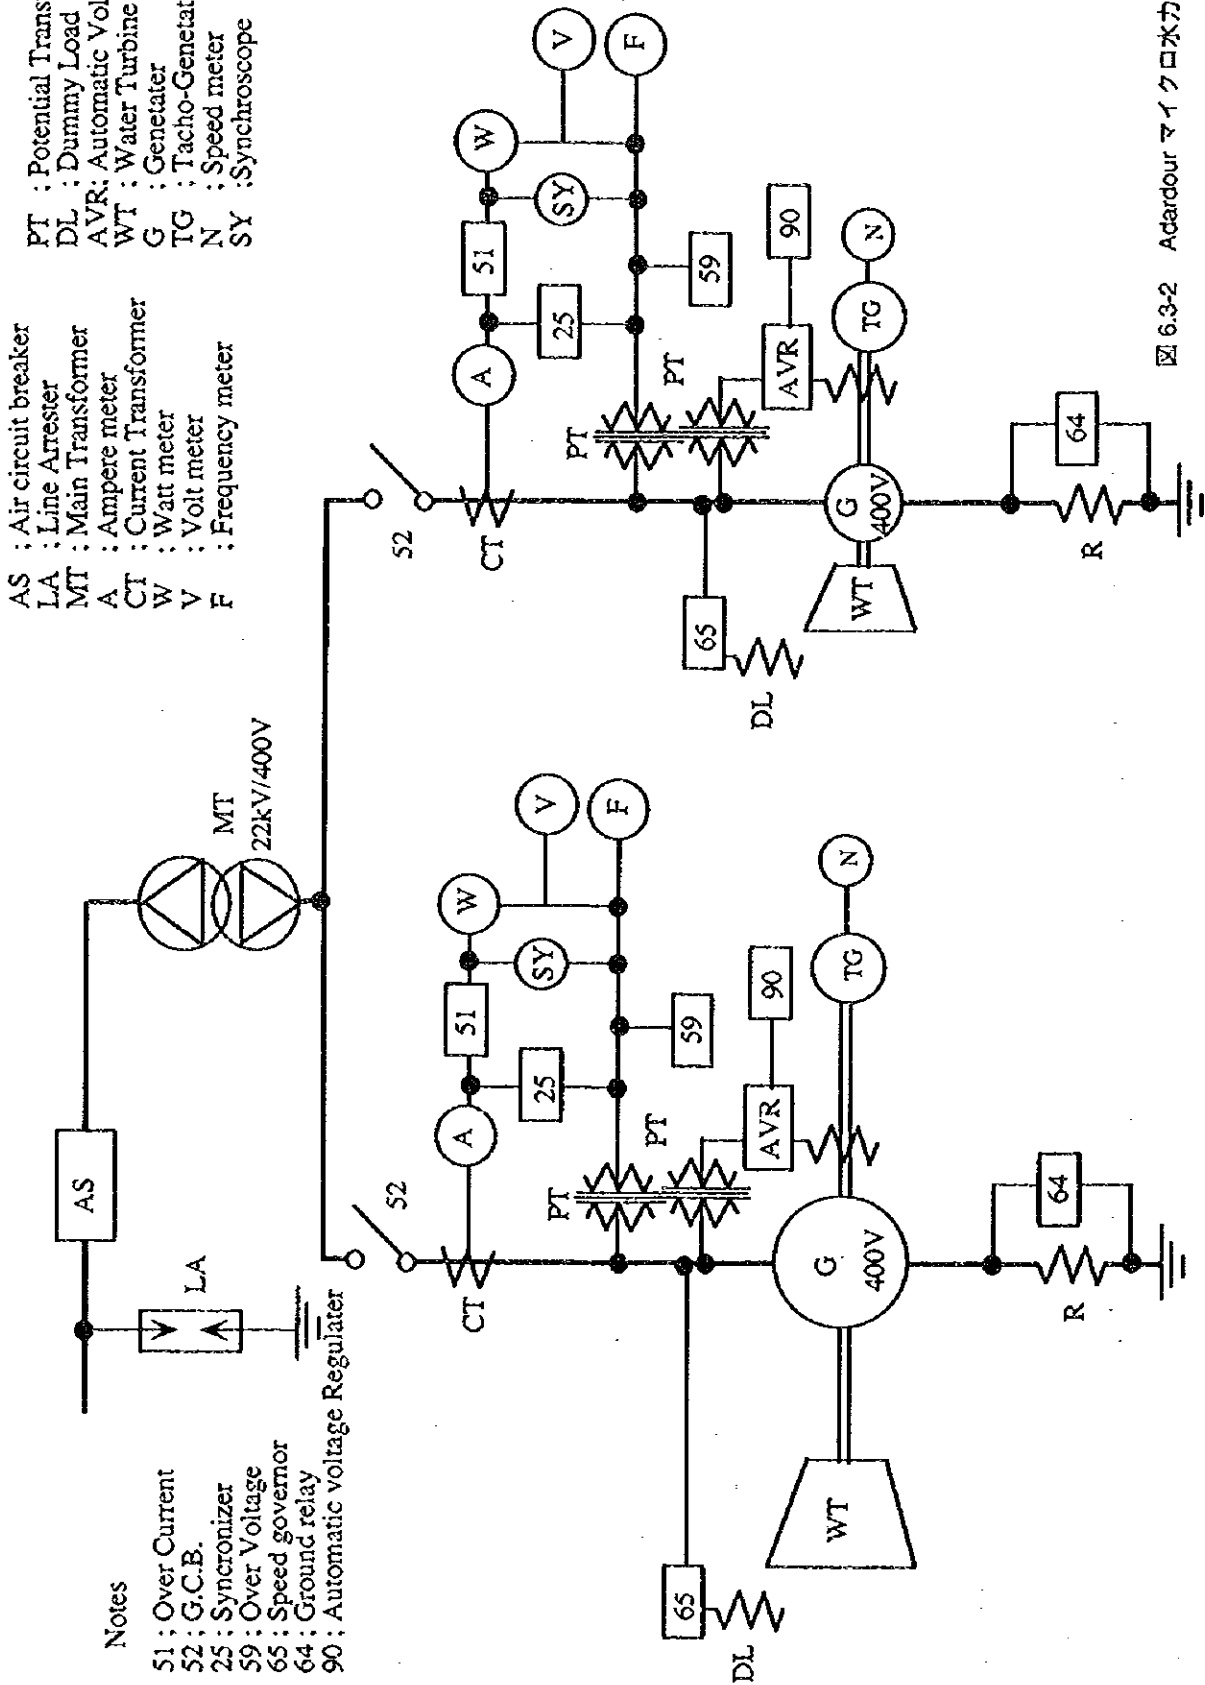 Notes
51 ; Over Current
52 ; G.C.B.
25 ; Syncronizer
59 ; Over Voltage
65 ; Speed governor
64 ; Ground relay
90 ; Automatic voltage Regulater
AS ; Air circuit breaker
LA ; Line Arrester
MT ; Main Transfomer
A ; Ampere meter
CT ; Current Transformer
W ; Watt meter
V ; Volt meter
F ; Frequency meter
PT ; Potential Trans
DL ; Dummy Load
AVR; Automatic Vol
WT ; Water Turbine
G ; Genetater
TG ; Tacho-Genetat
N ; Speed meter
SY ;Synchroscope
AS
LA
MT
22kV/400V
52
CT
A
51
W
V
25
SY
F
59
PT
PT
AVR
90
65
DL
WT
G
400V
TG
N
R
64
52
CT
A
51
W
V
25
SY
F
59
PT
PT
AVR
90
65
DL
WT
G
400V
TG
N
R
64
図 6.3-2 Adardour マイクロ水力